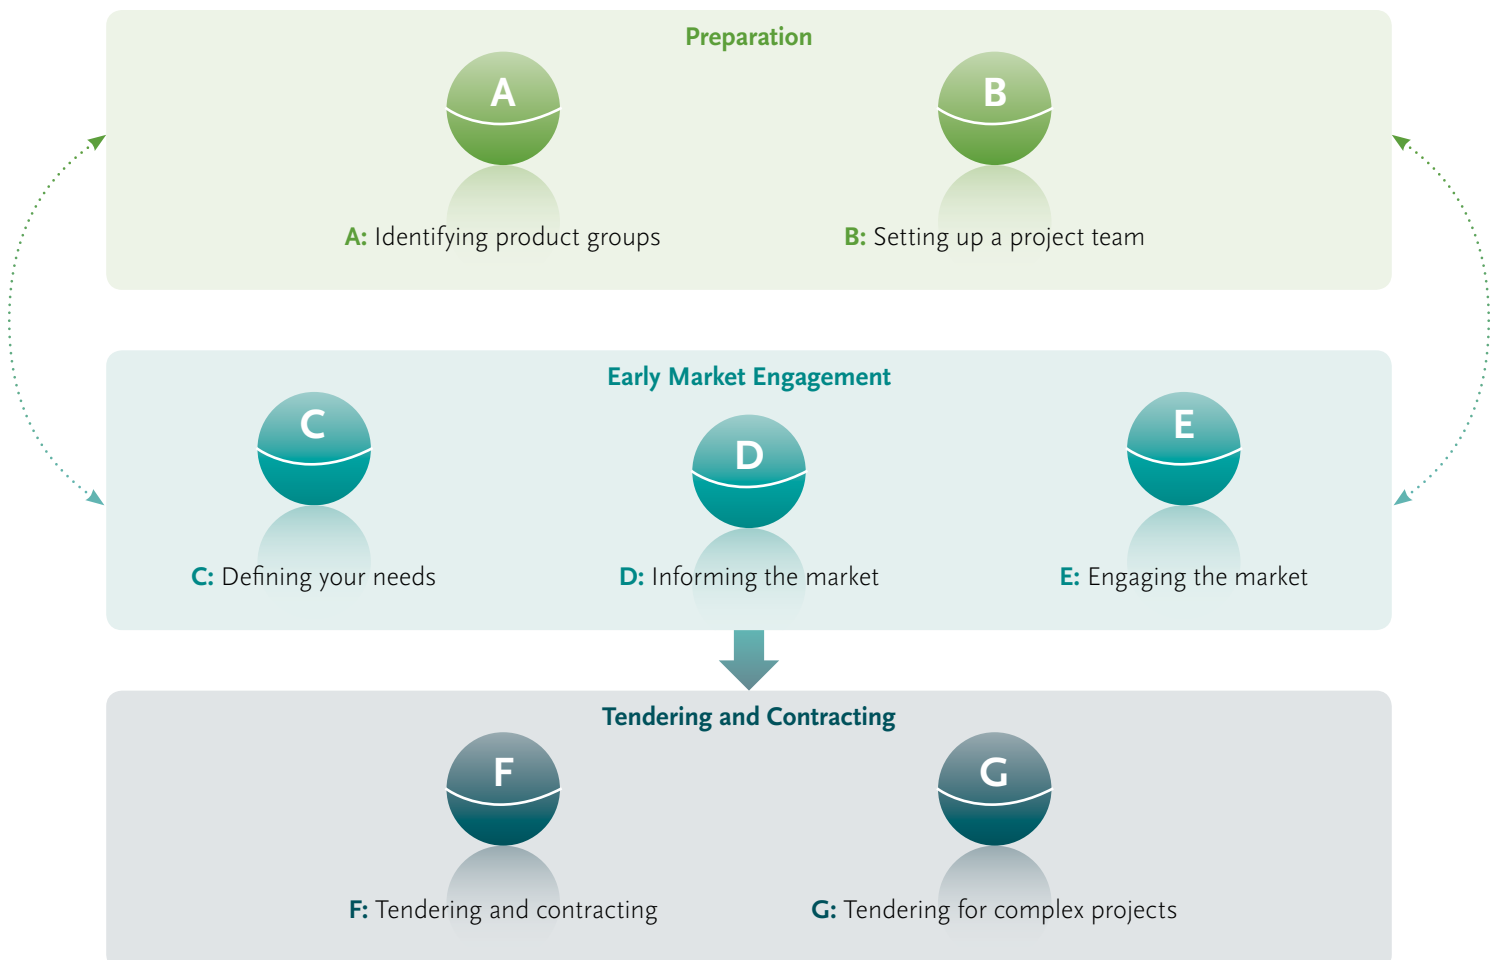 Preparation
A
B
A: Identifying product groups
B: Setting up a project team
Early Market Engagement
C
D
E
C: Defining your needs
D: Informing the market
E: Engaging the market
Tendering and Contracting
F
G
F: Tendering and contracting
G: Tendering for complex projects